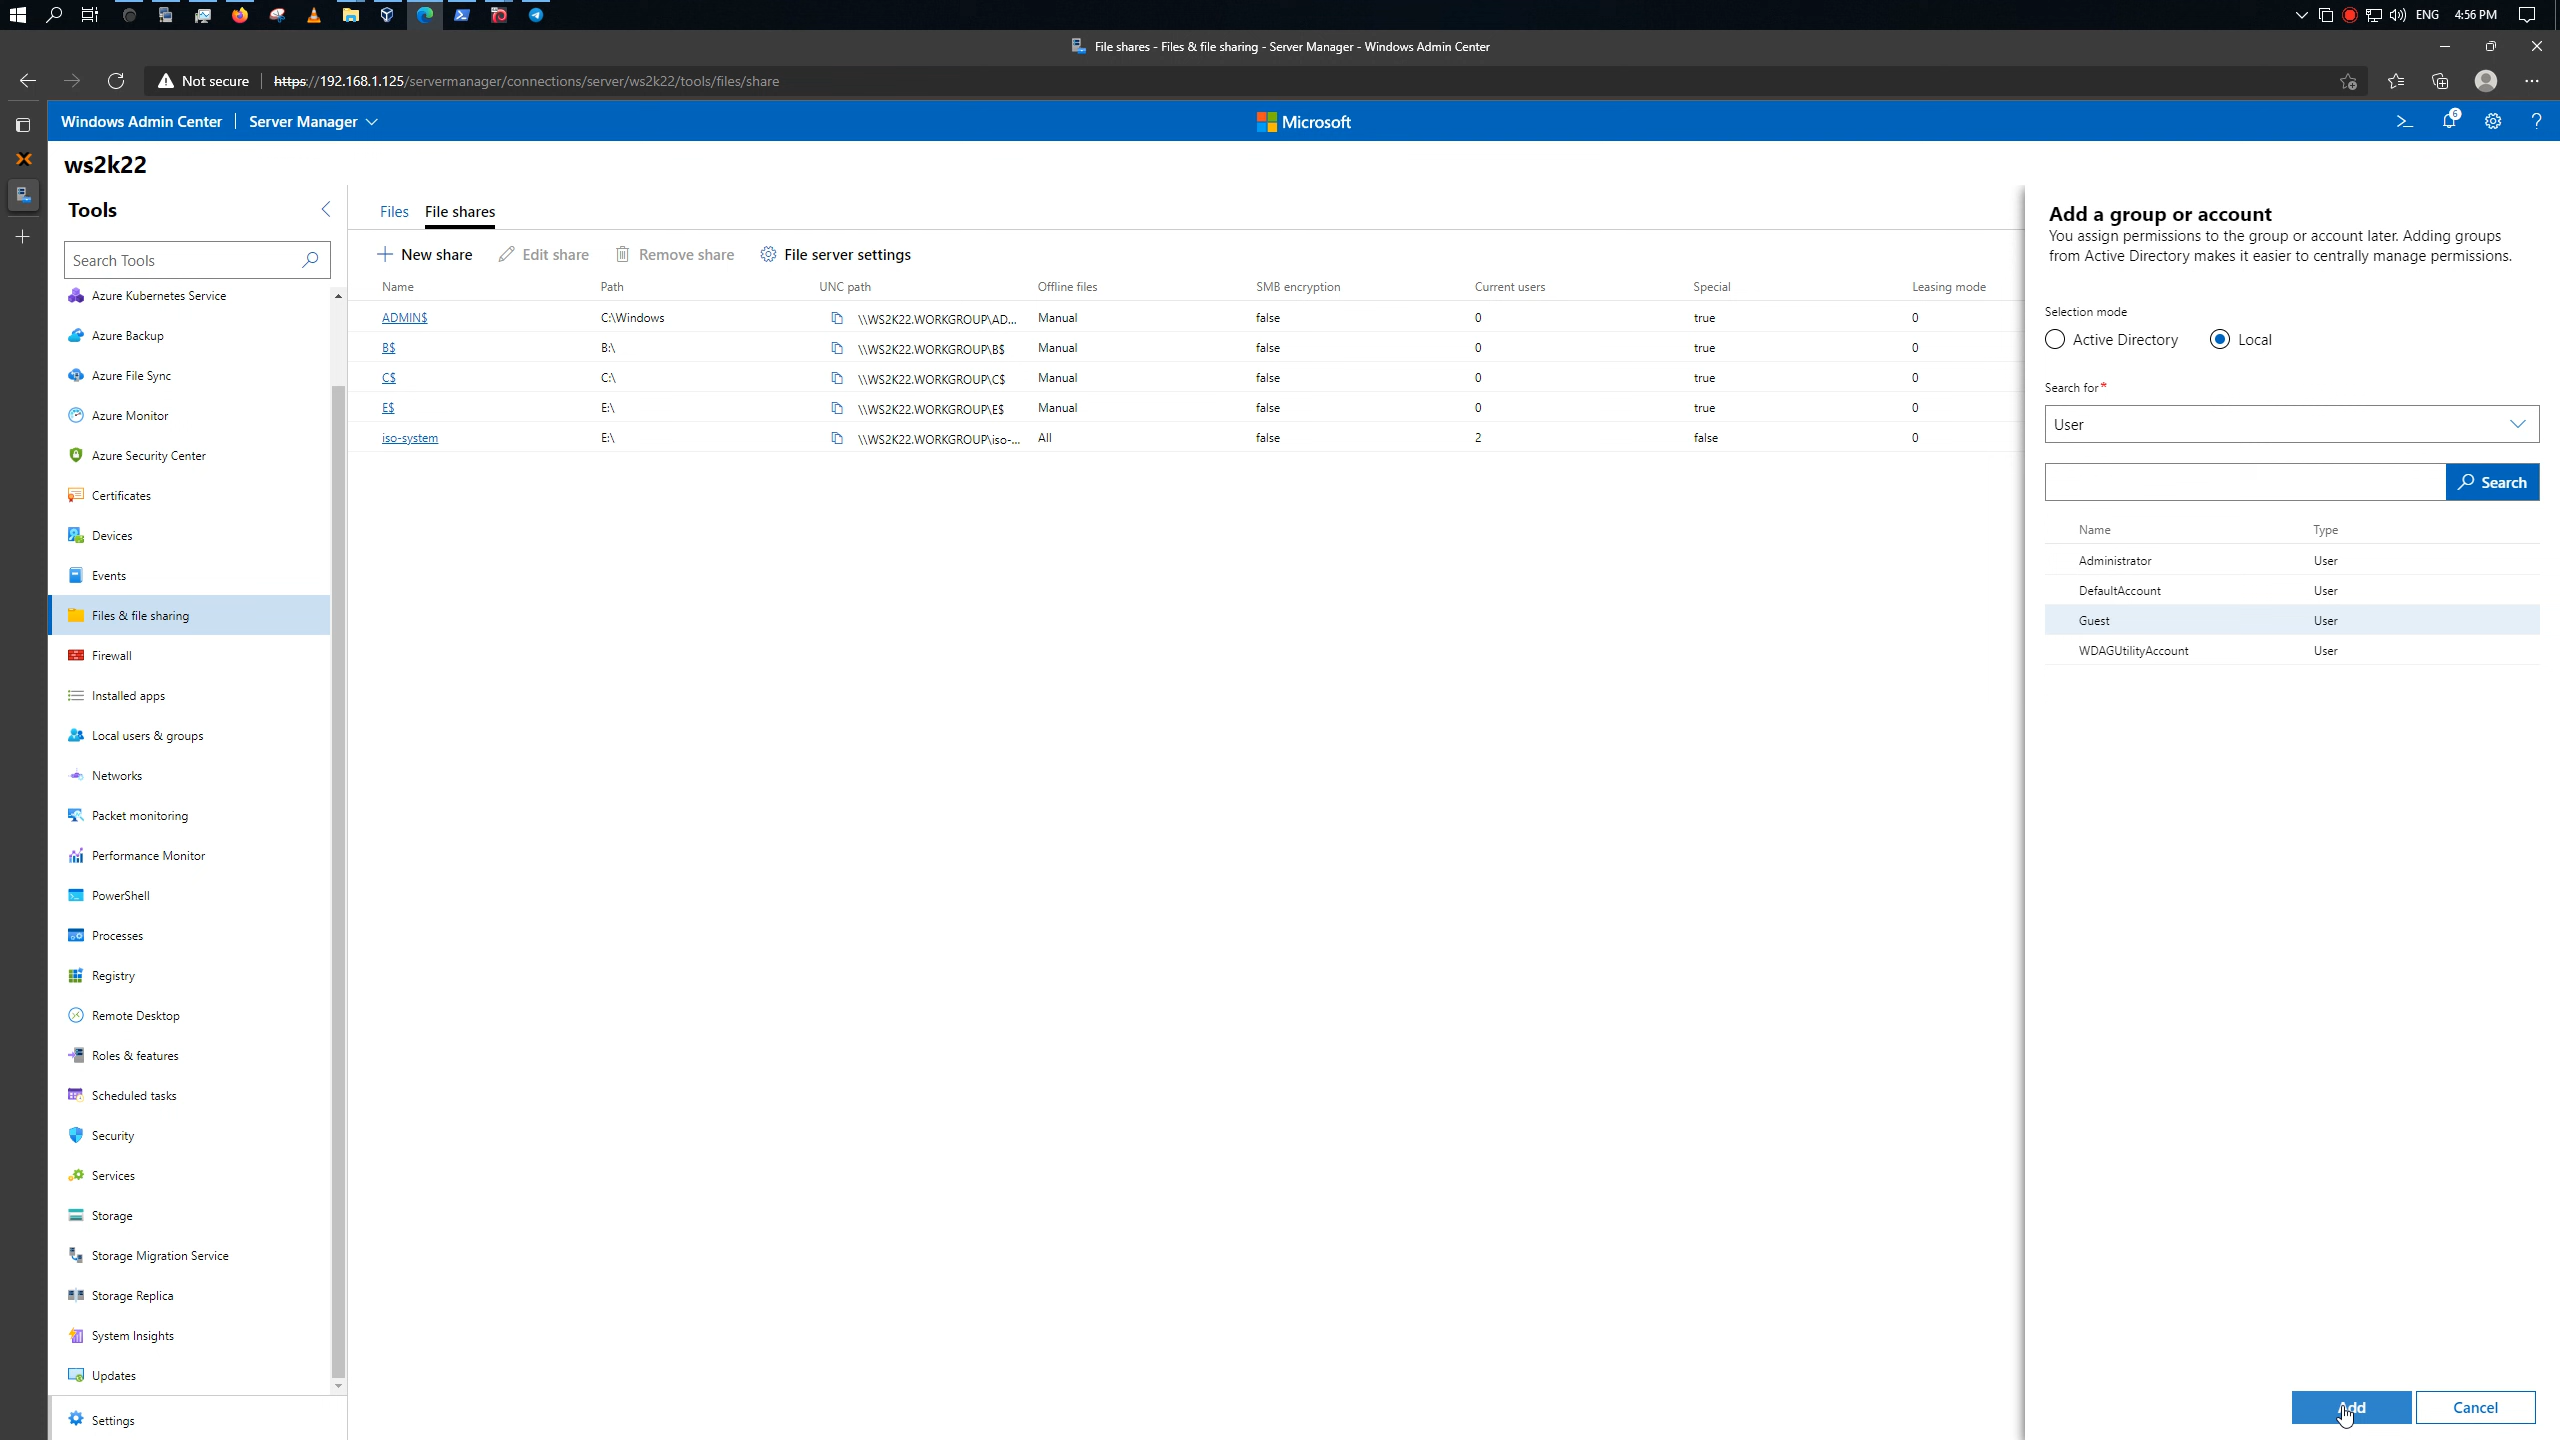 ENG 4:56 PM
File shares - Files & file sharing - Server Manager - Windows Admin Center
Not secure https://192.168.1.125/servermanager/connections/server/ws2k22/tools/files/share
Windows Admin Center Server Manager Microsoft 6 ?
ws2k22
Tools
Search Tools
Azure Kubernetes Service
Azure Backup
Azure File Sync
Azure Monitor
Azure Security Center
Certificates
Devices
Events
Files & file sharing
Firewall
Installed apps
Local users & groups
Networks
Packet monitoring
Performance Monitor
PowerShell
Processes
Registry
Remote Desktop
Roles & features
Scheduled tasks
Security
Services
Storage
Storage Migration Service
Storage Replica
System Insights
Updates
Settings
Files File shares
New share Edit share Remove share File server settings
Name Path UNC path Offline files SMB encryption Current users Special Leasing mode
ADMIN$ C:\Windows \\WS2K22.WORKGROUP\AD... Manual false 0 true 0
B$ B:\ \\WS2K22.WORKGROUP\B$ Manual false 0 true 0
C$ C:\ \\WS2K22.WORKGROUP\C$ Manual false 0 true 0
E$ E:\ \\WS2K22.WORKGROUP\E$ Manual false 0 true 0
iso-system E:\ \\WS2K22.WORKGROUP\iso-... All false 2 false 0
Add a group or account
You assign permissions to the group or account later. Adding groups
from Active Directory makes it easier to centrally manage permissions.
Selection mode
Active Directory Local
Search for*
User
Search
Name Type
Administrator User
DefaultAccount User
Guest User
WDAGUtilityAccount User
Add Cancel